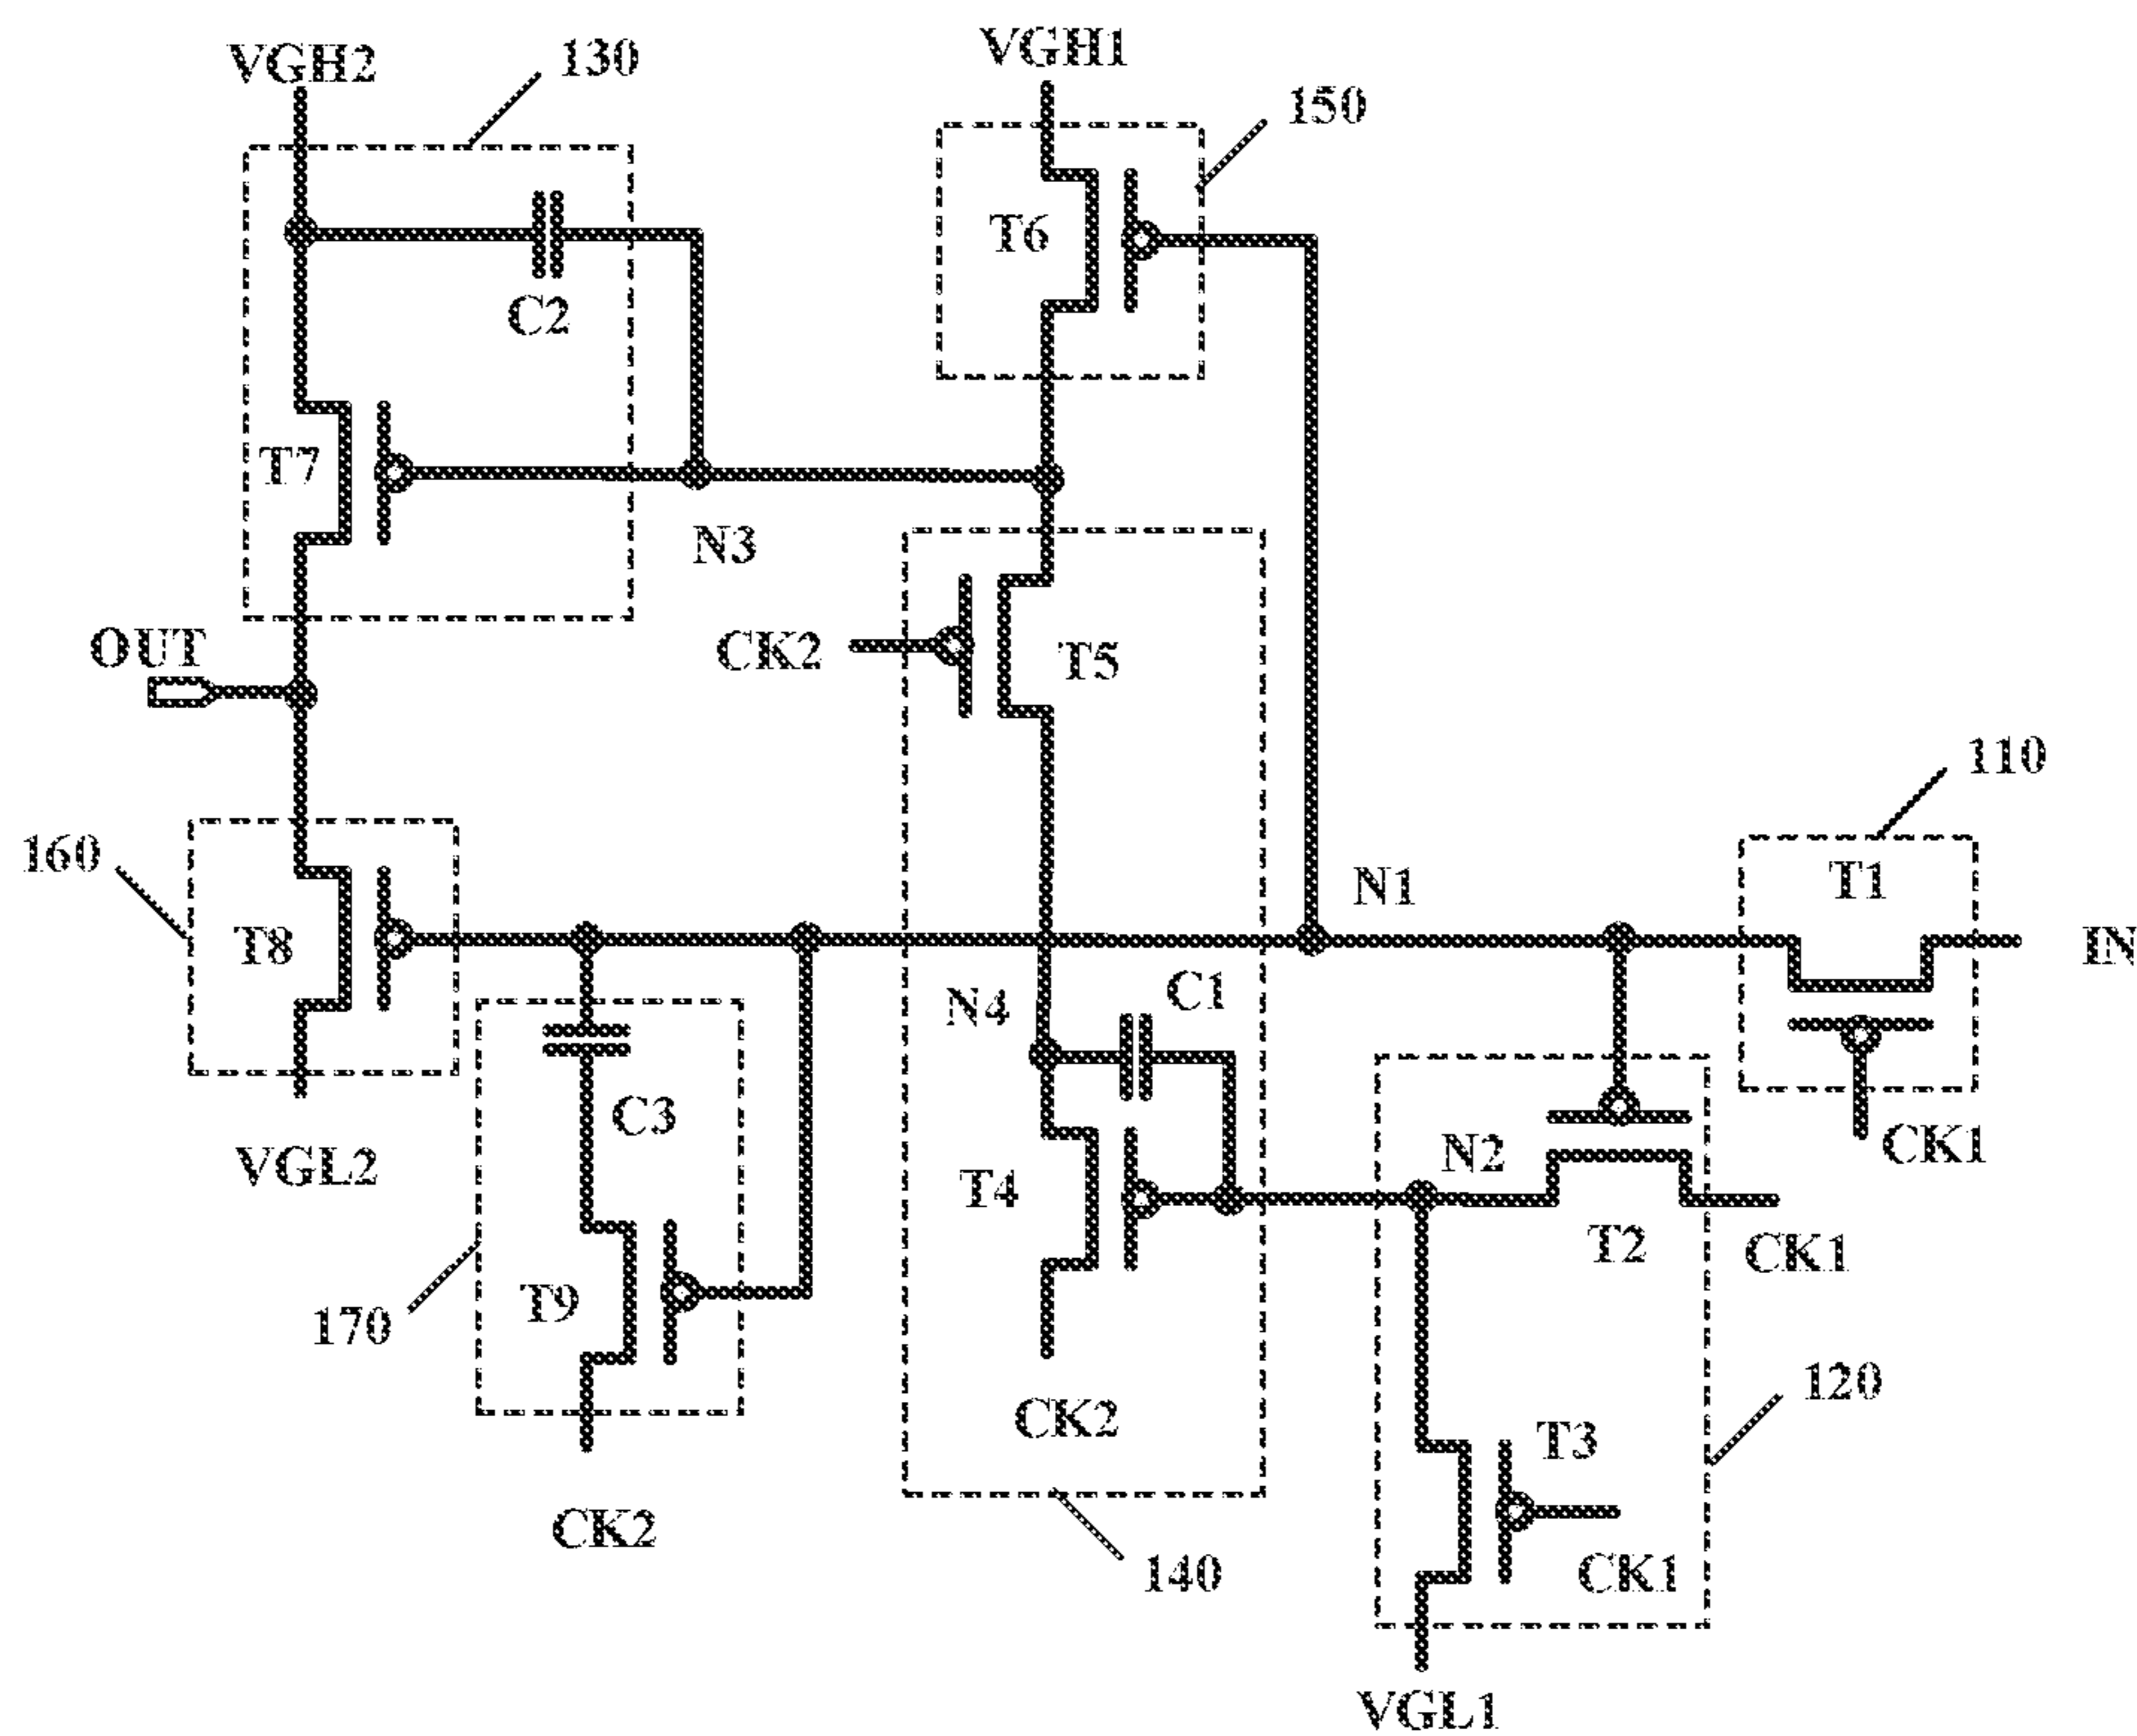 VGH2
130
VGH1
150
T6
C2
T7
N3
OUT
CK2
T5
110
160
N1
T1
T8
IN
N4
C1
C3
VGL2
N2
CK1
T4
T2
CK1
T9
170
120
CK2
T3
CK2
140
CK1
VGL1